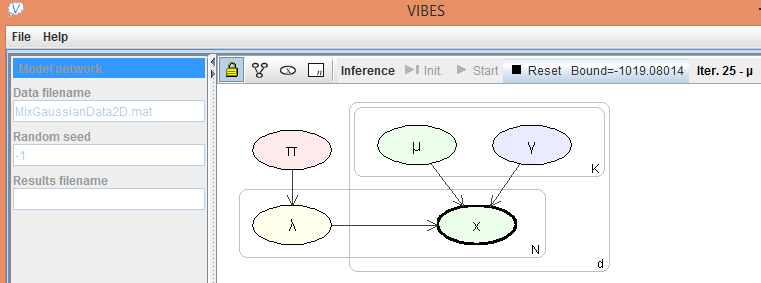 V VIBES
File Help
Model network
Data filename
MixGaussianData2D.mat
Random seed
-1
Results filename
n Inference Init. Start Reset Bound=-1019.08014 Iter. 25 - μ
π μ γ
K
λ x
N
d